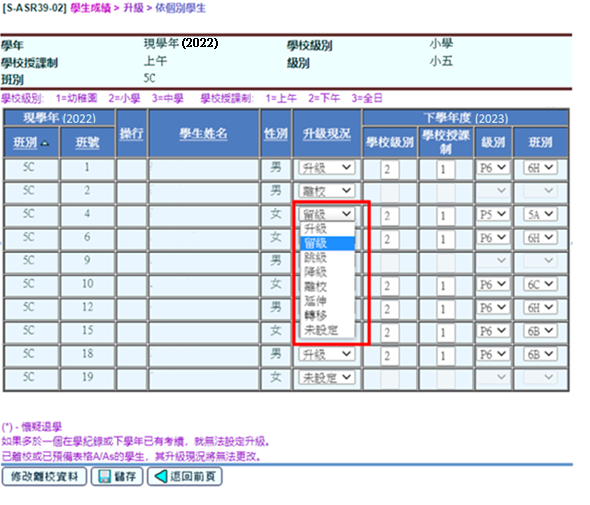 [S-ASR39-02] 學生成績 > 升級 > 依個別學生
學年 現學年 (2022) 學校級別 小學
學校授課制 上午 級別 小五
班別 5C
學校級別: 1=幼稚園 2=小學 3=中學 學校授課制: 1=上午 2=下午 3=全日
現學年 (2022) 操行 學生姓名 性別 升級現況 下學年度 (2023)
班別 班號 學校級別 學校授課制 級別 班別
5C 1 男 升級 2 1 P6 6H
5C 2 男 離校
5C 4 女 留級 2 1 P5 5A
升級
5C 6 女 留級 2 1 P6 6H
跳級
5C 9 男 降級
5C 10 女 離校 2 1 P6 6C
延伸
5C 12 男 轉移 2 1 P6 6H
5C 15 女 未設定 2 1 P6 6B
5C 18 男 升級 2 1 P6 6B
5C 19 女 未設定
(*) - 懷疑退學
如果多於一個在學紀錄或下學年已有考績，就無法設定升級。
已離校或已預備表格A/As的學生，其升級現況將無法更改。
修改離校資料 儲存 返回前頁